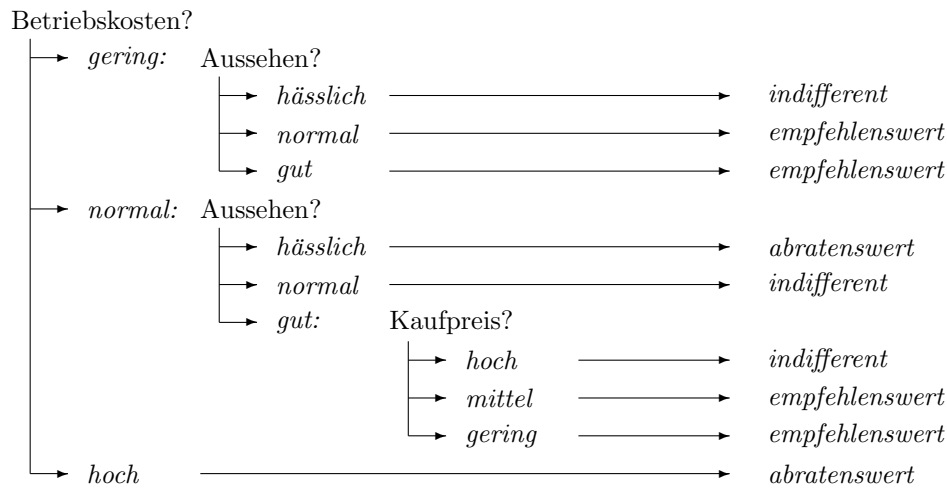 Betriebskosten?
gering: Aussehen?
hässlich indifferent
normal empfehlenswert
gut empfehlenswert
normal: Aussehen?
hässlich abratenswert
normal indifferent
gut: Kaufpreis?
hoch indifferent
mittel empfehlenswert
gering empfehlenswert
hoch abratenswert